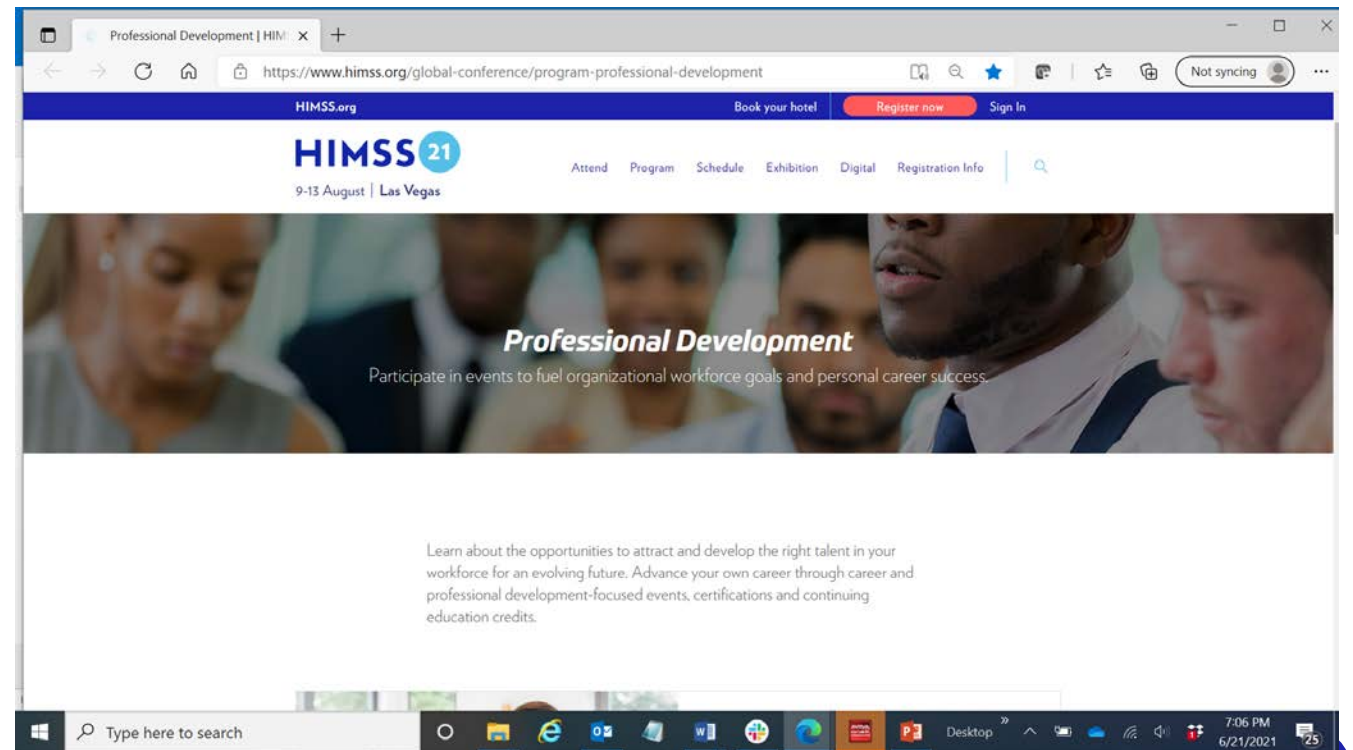 Professional Development | HIM
https://www.himss.org/global-conference/program-professional-development
Not syncing
HIMSS.org
Book your hotel
Register now
Sign In
HIMSS 21
9-13 August | Las Vegas
Attend Program Schedule Exhibition Digital Registration Info
Professional Development
Participate in events to fuel organizational workforce goals and personal career success.
Learn about the opportunities to attract and develop the right talent in your
workforce for an evolving future. Advance your own career through career and
professional development-focused events, certifications and continuing
education credits.
Type here to search
Desktop
7:06 PM
6/21/2021
25